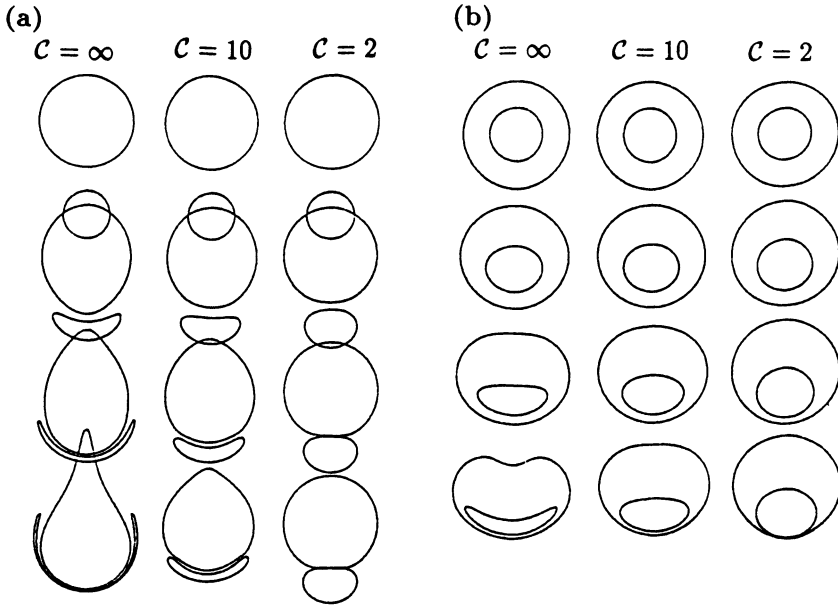 (a)
𝒞 = ∞ 𝒞 = 10 𝒞 = 2
(b)
𝒞 = ∞ 𝒞 = 10 𝒞 = 2